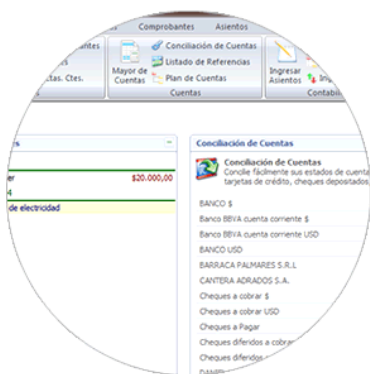 Comprobantes Asientos
Conciliación de Cuentas
Listado de Referencias
Plan de Cuentas
Mayor de
Cuentas
Cuentas
ctas. Ctes.
Ingresar
Asientos
Contabil
Conciliación de Cuentas
Conciliación de Cuentas
Concilie fácilmente sus estados de cuenta
tarjetas de crédito, cheques depositados
$20.000,00
de electricidad
BANCO $
Banco BBVA cuenta corriente $
Banco BBVA cuenta corriente USD
BANCO USD
BARRACA PALMARES S.R.L
CANTERA ADRADOS S.A.
Cheques a cobrar $
Cheques a cobrar USD
Cheques a Pagar
Cheques diferidos a cobrar
Cheques diferidos